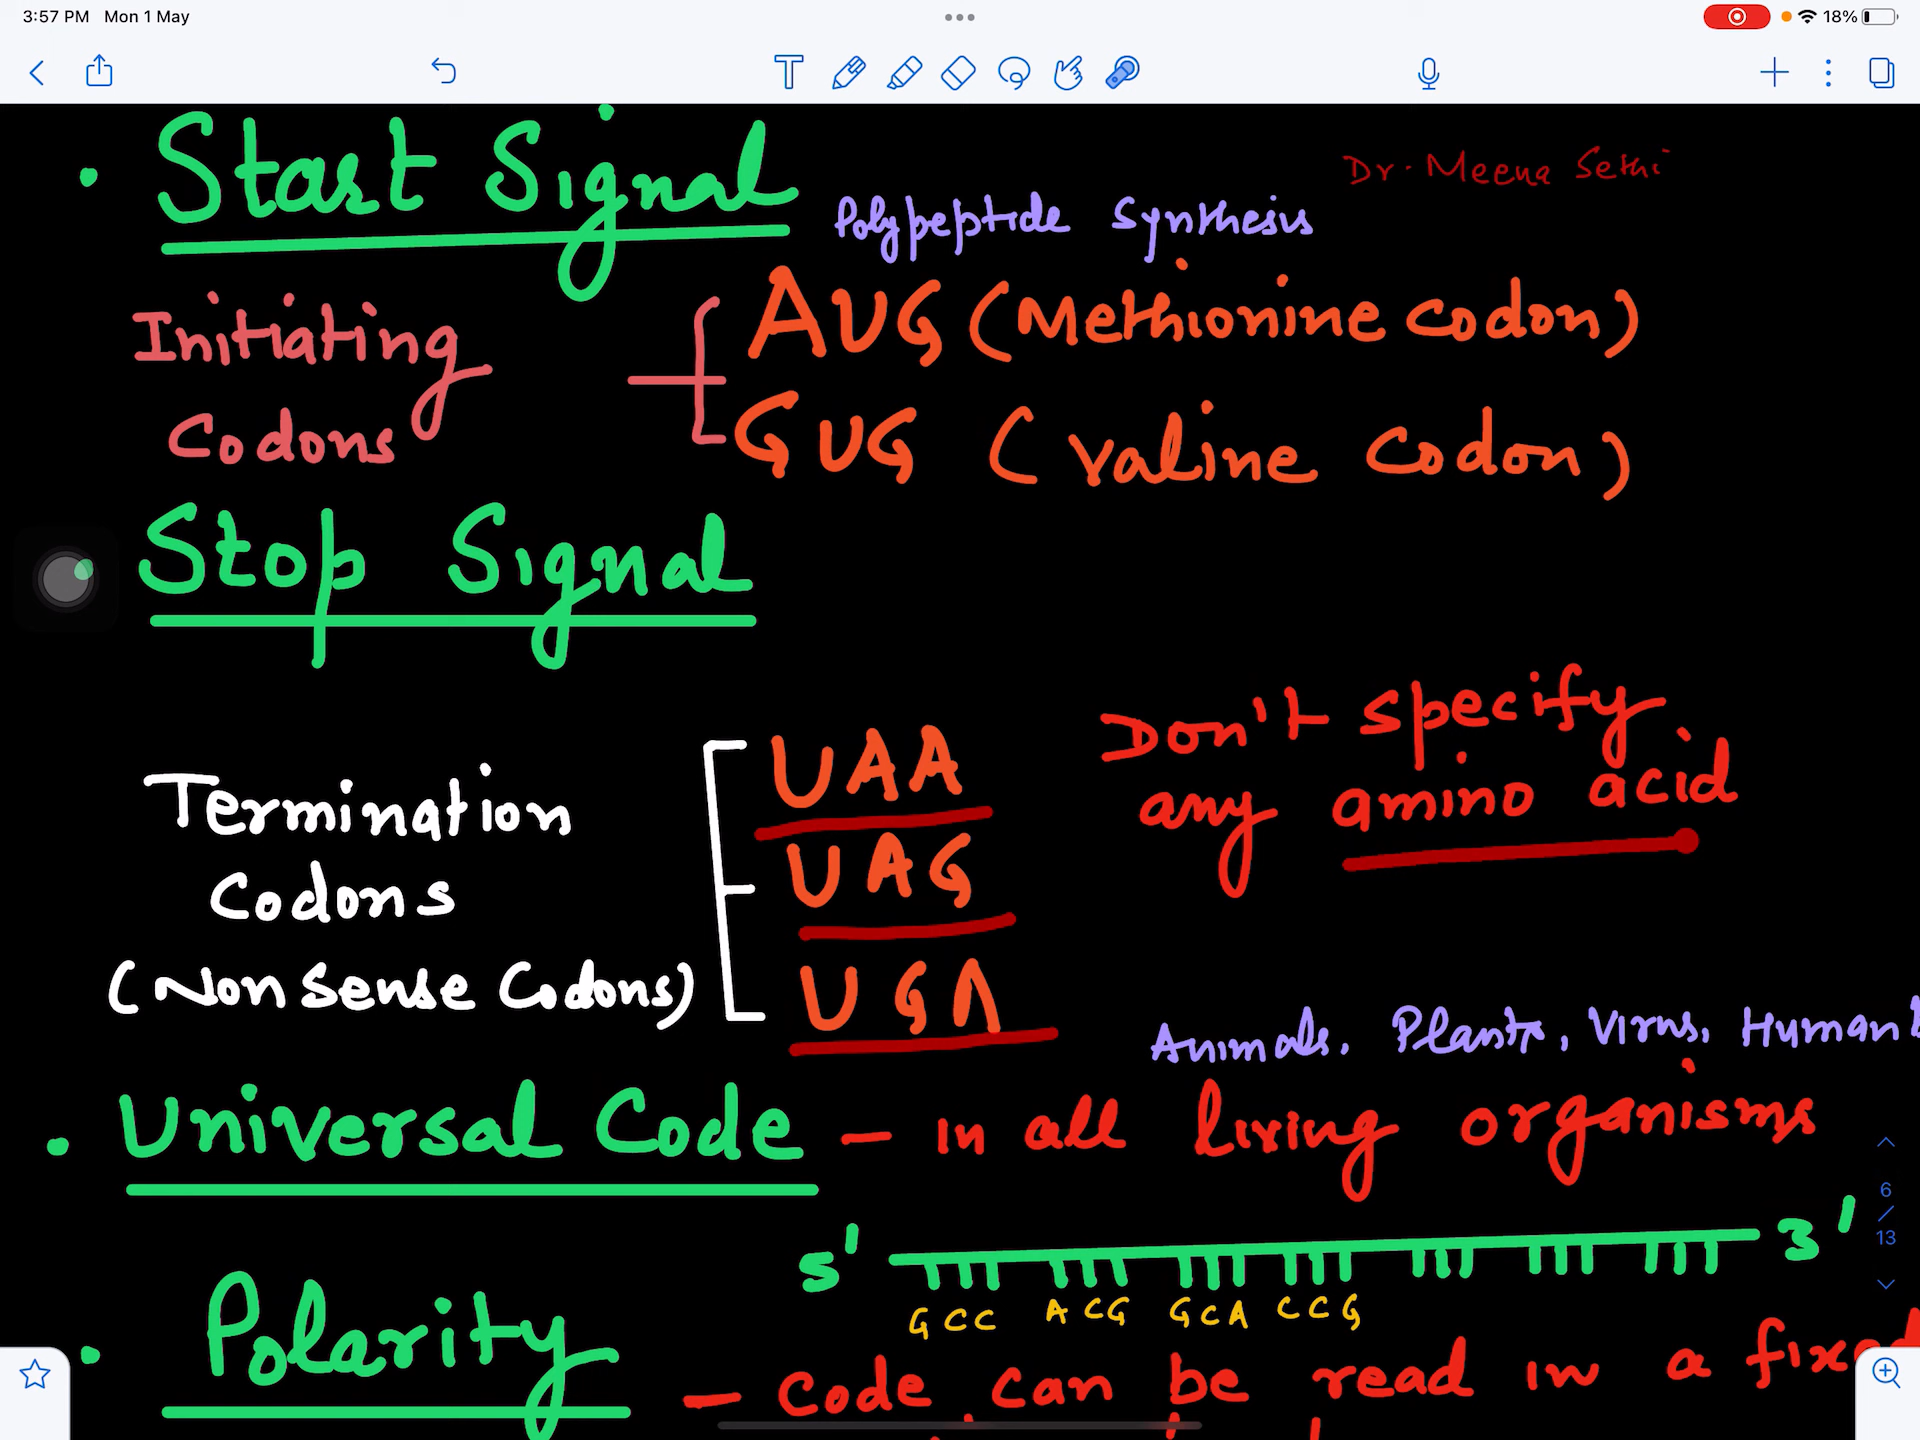 3:57 PM Mon 1 May
18%
Dr. Meena Sethi
• Start Signal
Polypeptide Synthesis
Initiating Codons
AUG (Methionine codon)
GUG (Valine Codon)
Stop Signal
Termination Codons
(Non Sense Codons)
UAA
UAG
UGA
Don't specify
any amino acid
Animals, Plants, Virus, Human
• Universal Code - in all living organisms
5' 3'
GCC ACG GCA CCG
• Polarity
- Code can be read in a fixed
6
/
13